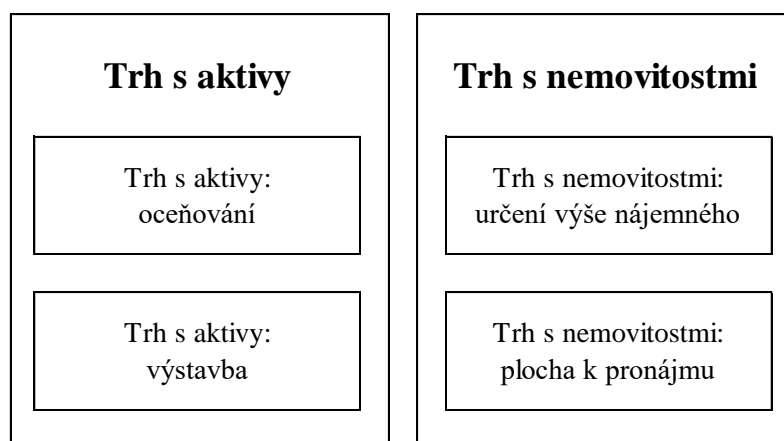 Trh s aktivy
Trh s aktivy:
oceňování
Trh s aktivy:
výstavba
Trh s nemovitostmi
Trh s nemovitostmi:
určení výše nájemného
Trh s nemovitostmi:
plocha k pronájmu